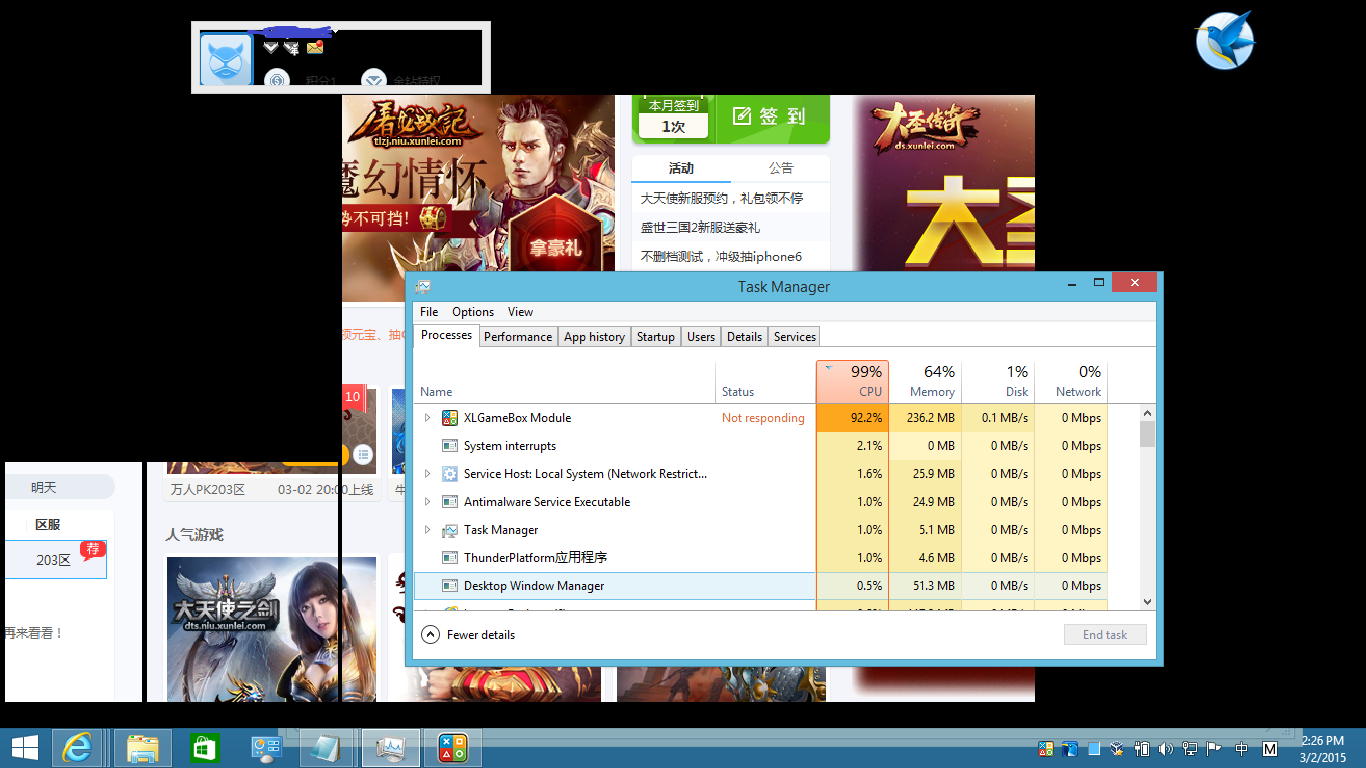 积分1
金钻特权
屠龙战记
tlzj.niu.xunlei.com
魔幻情怀
势不可挡!
拿豪礼
本月签到
1次
签 到
活动
公告
大天使新服预约，礼包领不停
盛世三国2新服送豪礼
不删档测试，冲级抽iphone6
大圣传奇
ds.xunlei.com
大圣
Task Manager
File Options View
Processes Performance App history Startup Users Details Services
99% 64% 1% 0%
Name Status CPU Memory Disk Network
XLGameBox Module Not responding 92.2% 236.2 MB 0.1 MB/s 0 Mbps
System interrupts 2.1% 0 MB 0 MB/s 0 Mbps
Service Host: Local System (Network Restrict... 1.6% 25.9 MB 0 MB/s 0 Mbps
Antimalware Service Executable 1.0% 24.9 MB 0 MB/s 0 Mbps
Task Manager 1.0% 5.1 MB 0 MB/s 0 Mbps
ThunderPlatform应用程序 1.0% 4.6 MB 0 MB/s 0 Mbps
Desktop Window Manager 0.5% 51.3 MB 0 MB/s 0 Mbps
Fewer details
End task
领元宝、抽
10
万人PK203区 03-02 20:00上线
人气游戏
大天使之剑
dts.niu.xunlei.com
明天
区服
荐
203区
再来看看！
中
M
2:26 PM
3/2/2015